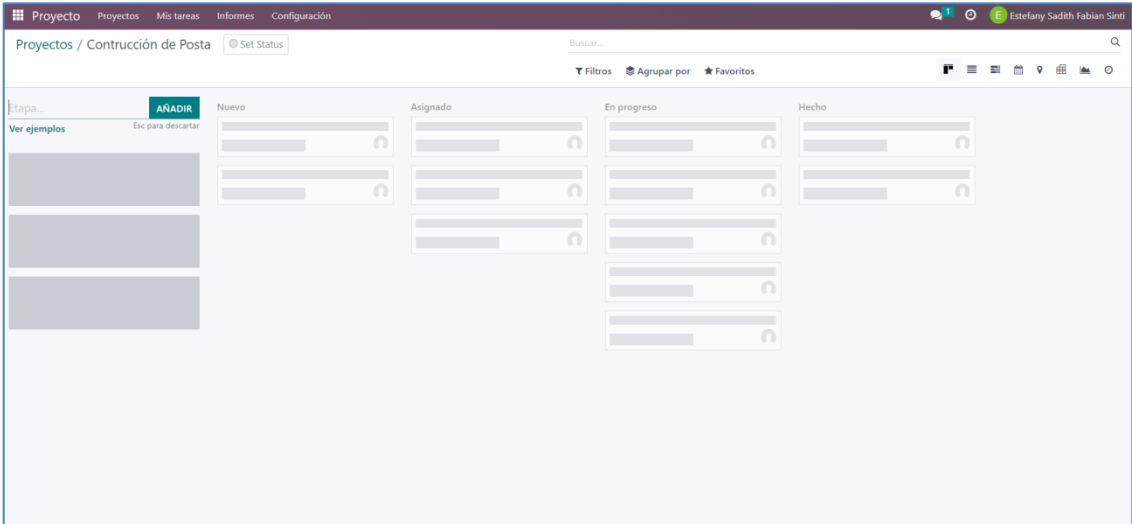 Proyecto Proyectos Mis tareas Informes Configuración 1 E Estefany Sadith Fabian Sinti
Proyectos / Contrucción de Posta Set Status Buscar...
Filtros Agrupar por Favoritos
Etapa... AÑADIR Nuevo Asignado En progreso Hecho
Ver ejemplos Esc para descartar